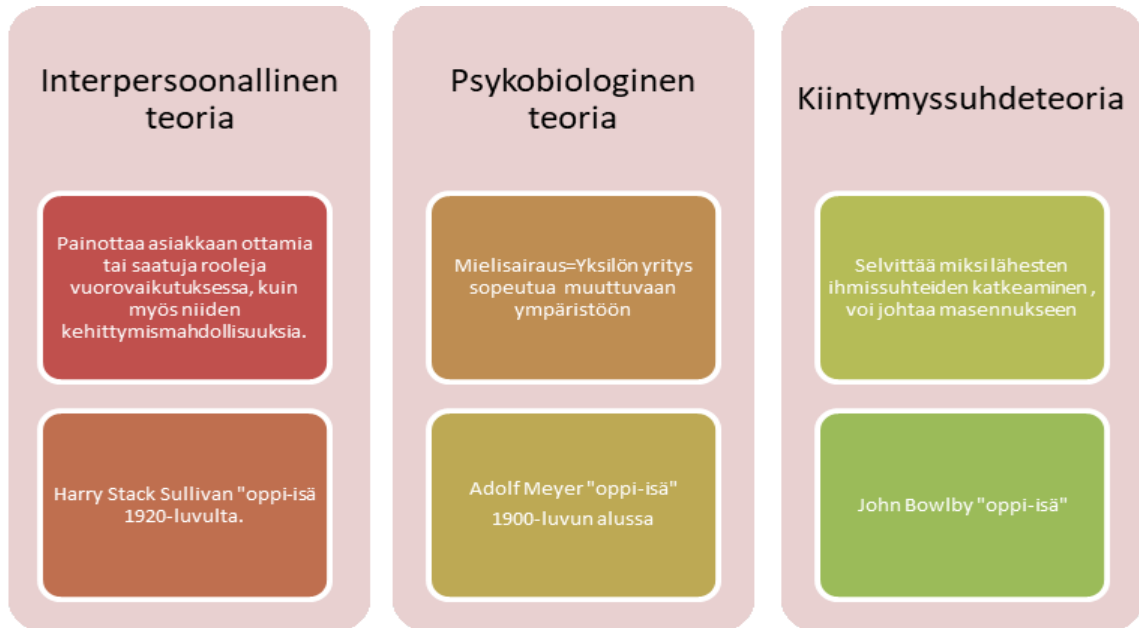 Interpersoonallinen
teoria
Painottaa asiakkaan ottamia
tai saatuja rooleja
vuorovaikutuksessa, kuin
myös niiden
kehittymismahdollisuuksia.
Harry Stack Sullivan "oppi-isä
1920-luvulta.
Psykobiologinen
teoria
Mielisairaus=Yksilön yritys
sopeutua muuttuvaan
ympäristöön
Adolf Meyer "oppi-isä"
1900-luvun alussa
Kiintymyssuhdeteoria
Selvittää miksi lähesten
ihmissuhteiden katkeaminen ,
voi johtaa masennukseen
John Bowlby "oppi-isä"